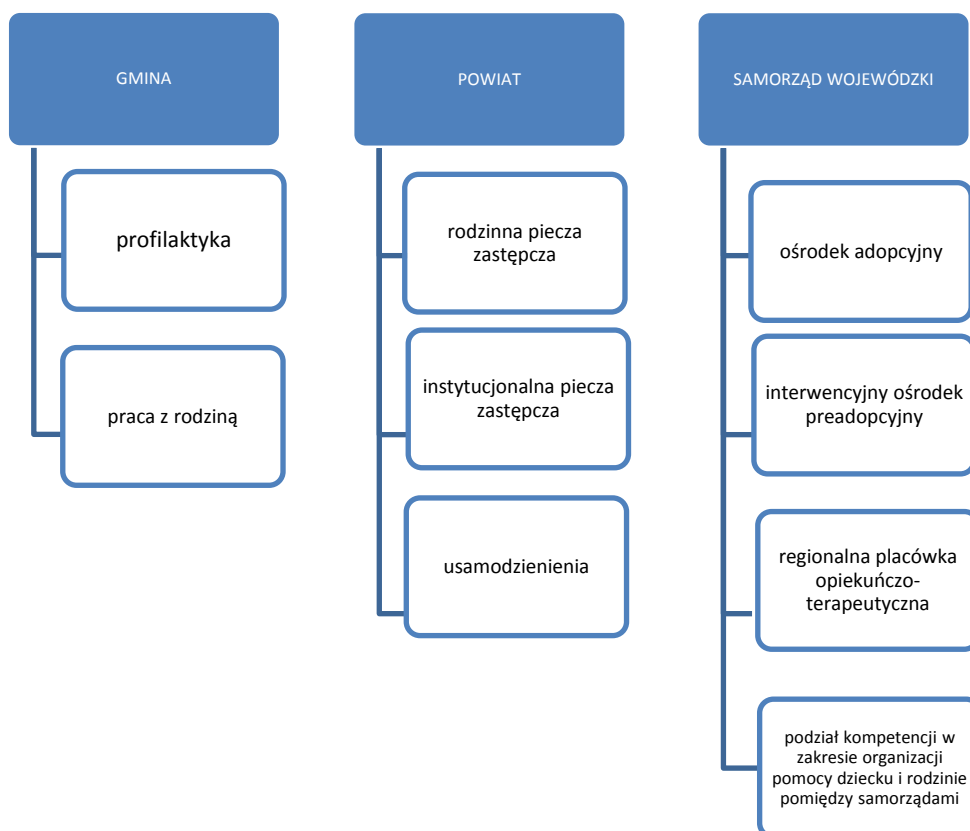 GMINA
profilaktyka
praca z rodziną
POWIAT
rodzinna piecza
zastępcza
instytucjonalna piecza
zastępcza
usamodzienienia
SAMORZĄD WOJEWÓDZKI
ośrodek adopcyjny
interwencyjny ośrodek
preadopcyjny
regionalna placówka
opiekuńczo-
terapeutyczna
podział kompetencji w
zakresie organizacji
pomocy dziecku i rodzinie
pomiędzy samorządami